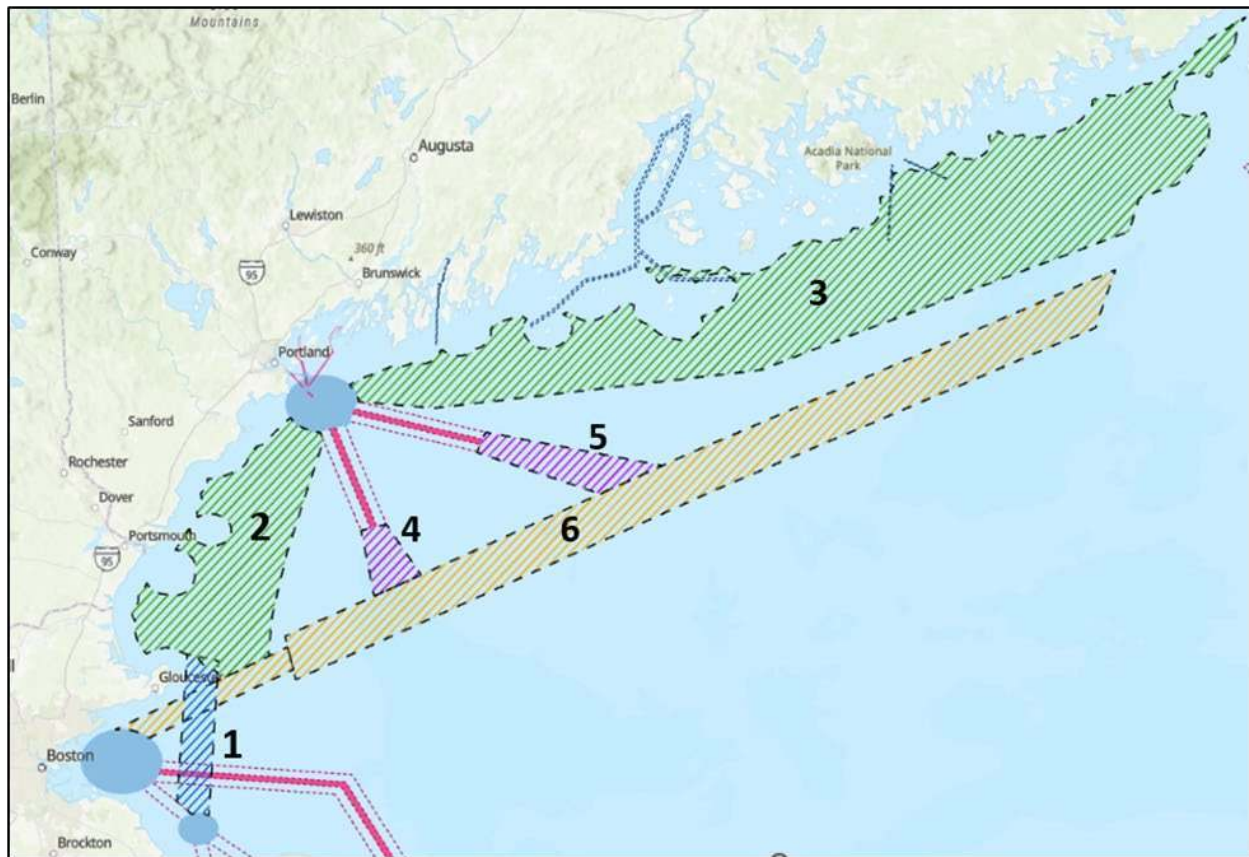 Mountains
Berlin
Augusta
Acadia National
Park
Lewiston
Conway
360 ft
95
Brunswick
3
Portland
Sanford
5
Rochester
Dover
2
4
6
Portsmouth
95
Gloucester
1
Boston
Brockton